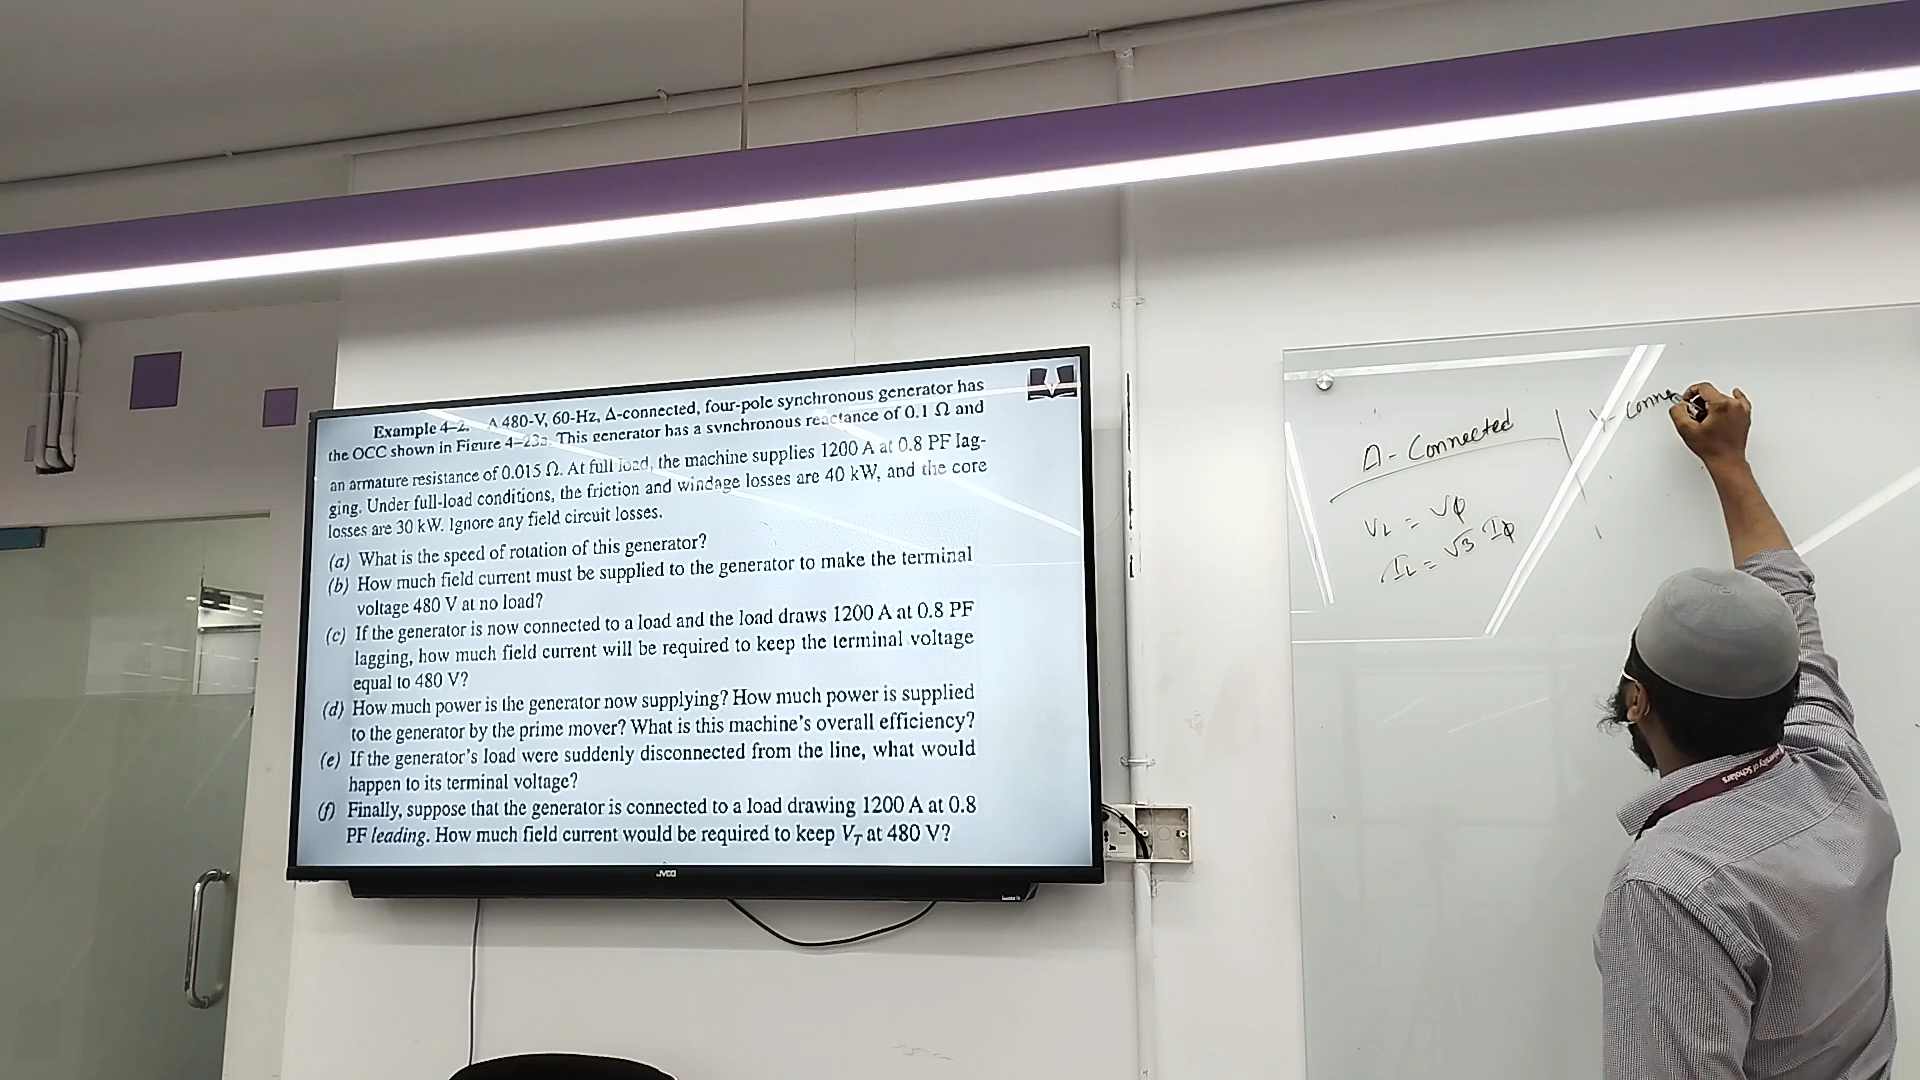 Example 4–2. A 480-V, 60-Hz, Δ-connected, four-pole synchronous generator has
the OCC shown in Figure 4–23a. This generator has a synchronous reactance of 0.1 Ω and
an armature resistance of 0.015 Ω. At full load, the machine supplies 1200 A at 0.8 PF lag-
ging. Under full-load conditions, the friction and windage losses are 40 kW, and the core
losses are 30 kW. Ignore any field circuit losses.
(a) What is the speed of rotation of this generator?
(b) How much field current must be supplied to the generator to make the terminal
voltage 480 V at no load?
(c) If the generator is now connected to a load and the load draws 1200 A at 0.8 PF
lagging, how much field current will be required to keep the terminal voltage
equal to 480 V?
(d) How much power is the generator now supplying? How much power is supplied
to the generator by the prime mover? What is this machine's overall efficiency?
(e) If the generator's load were suddenly disconnected from the line, what would
happen to its terminal voltage?
(f) Finally, suppose that the generator is connected to a load drawing 1200 A at 0.8
PF leading. How much field current would be required to keep V_T at 480 V?
JVCO
Δ - Connected
V_L = Vφ
I_L = √3 Iφ
Y - Conne
University of Scholars